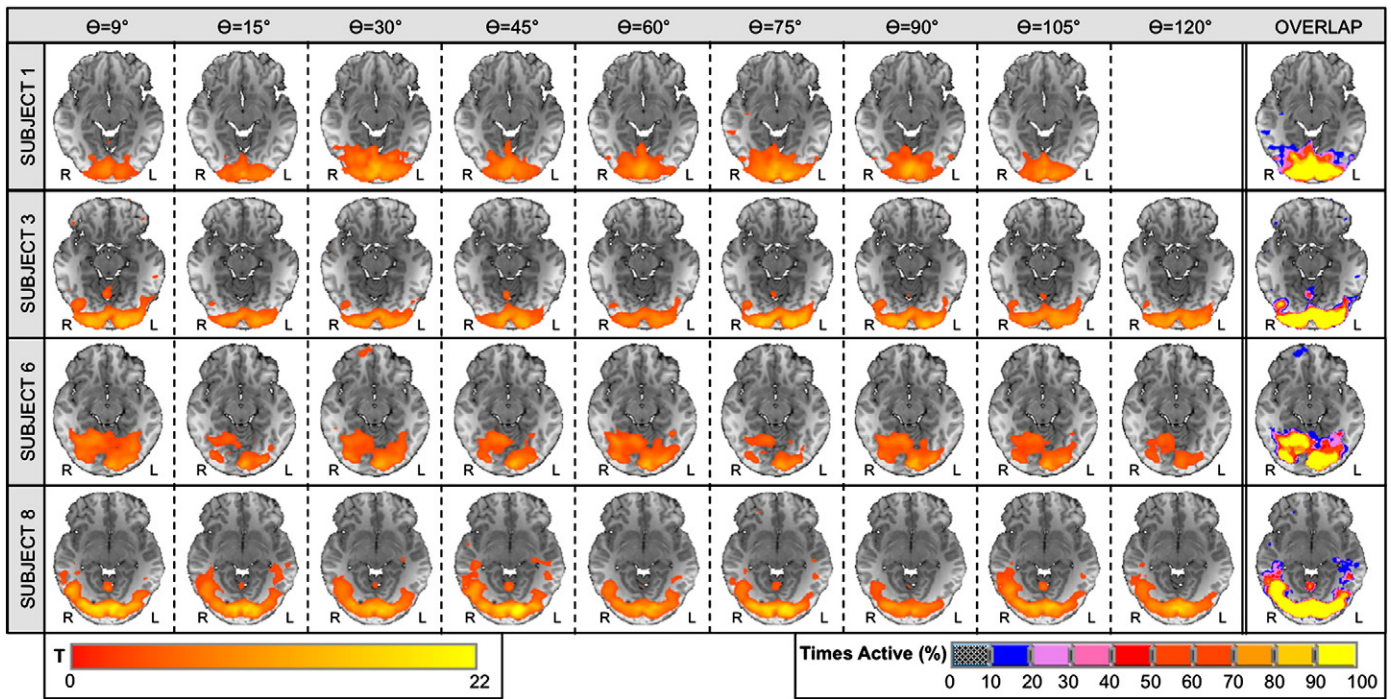 Ɵ=9° Ɵ=15° Ɵ=30° Ɵ=45° Ɵ=60° Ɵ=75° Ɵ=90° Ɵ=105° Ɵ=120° OVERLAP
SUBJECT 1
R L R L R L R L R L R L R L R L R L
SUBJECT 3
R L R L R L R L R L R L R L R L R L R L
SUBJECT 6
R L R L R L R L R L R L R L R L R L R L
SUBJECT 8
R L R L R L R L R L R L R L R L R L R L
T
0 22
Times Active (%)
0 10 20 30 40 50 60 70 80 90 100